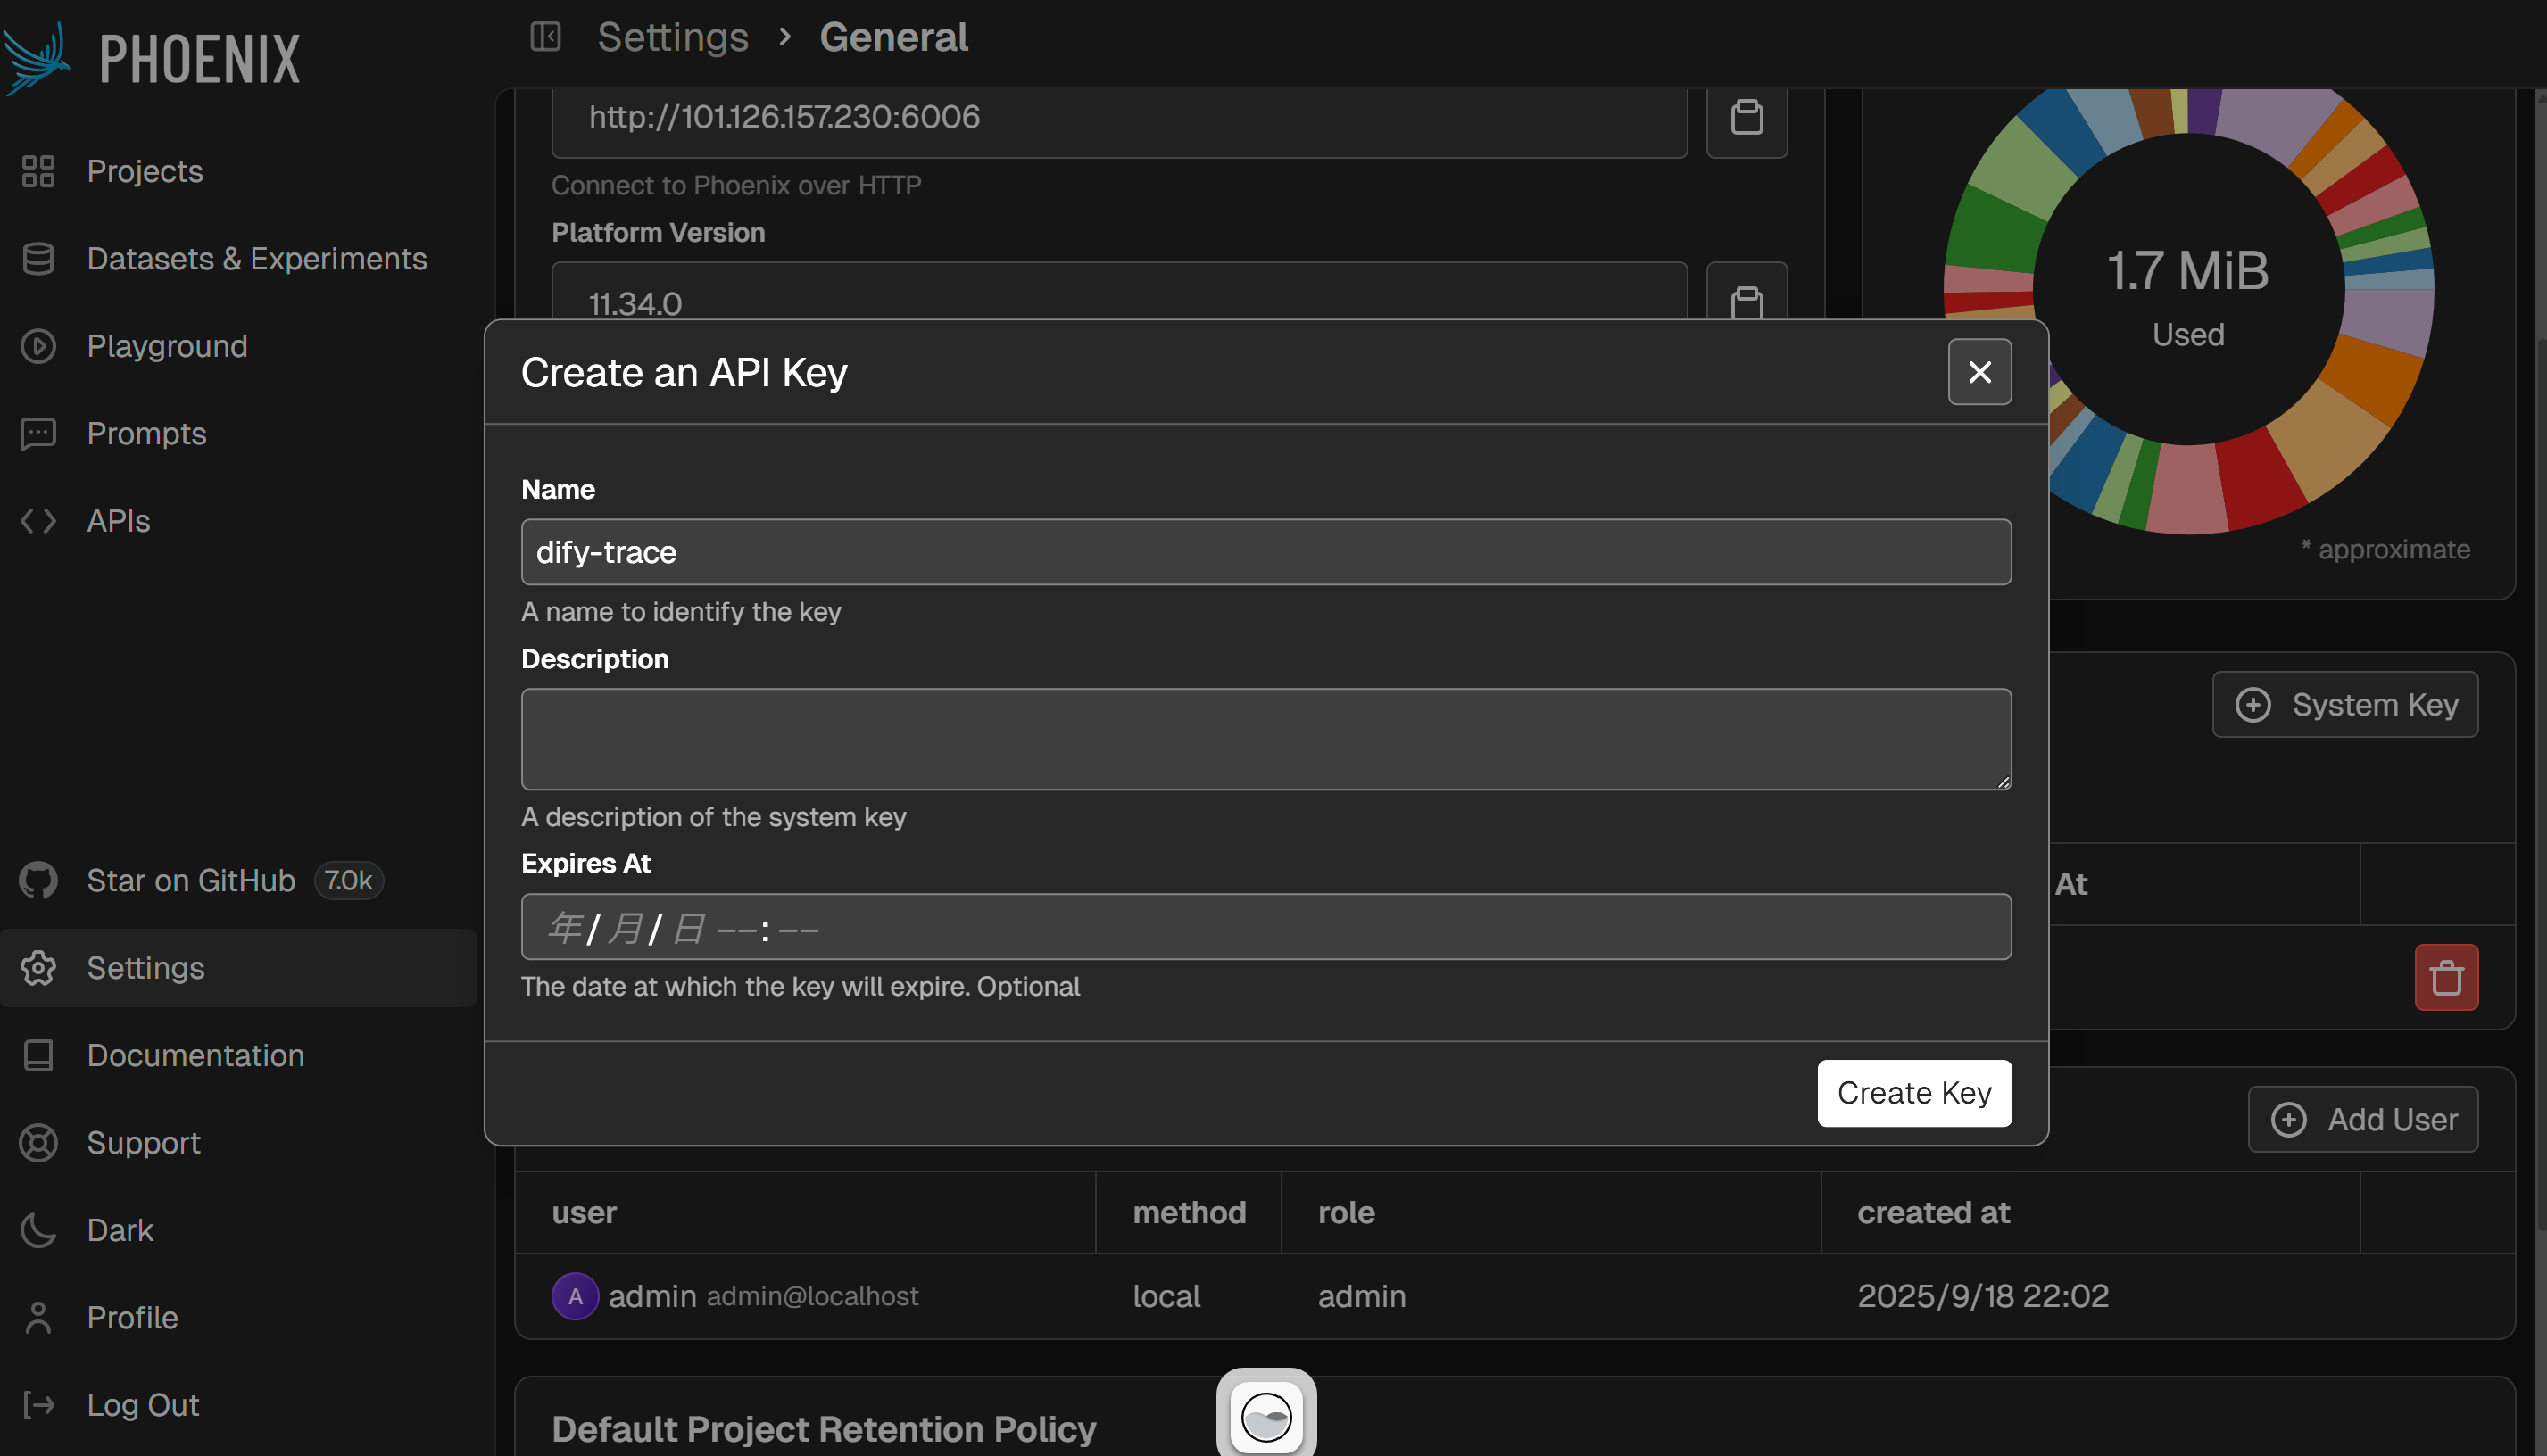 PHOENIX
Projects
Datasets & Experiments
Playground
Prompts
APIs
Star on GitHub 7.0k
Settings
Documentation
Support
Dark
Profile
Log Out
Settings > General
http://101.126.157.230:6006
Connect to Phoenix over HTTP
Platform Version
11.34.0
1.7 MiB
Used
* approximate
Create an API Key
Name
dify-trace
A name to identify the key
Description
A description of the system key
Expires At
年/月/日 --:--
The date at which the key will expire. Optional
Create Key
System Key
At
Add User
user method role created at
A admin admin@localhost local admin 2025/9/18 22:02
Default Project Retention Policy